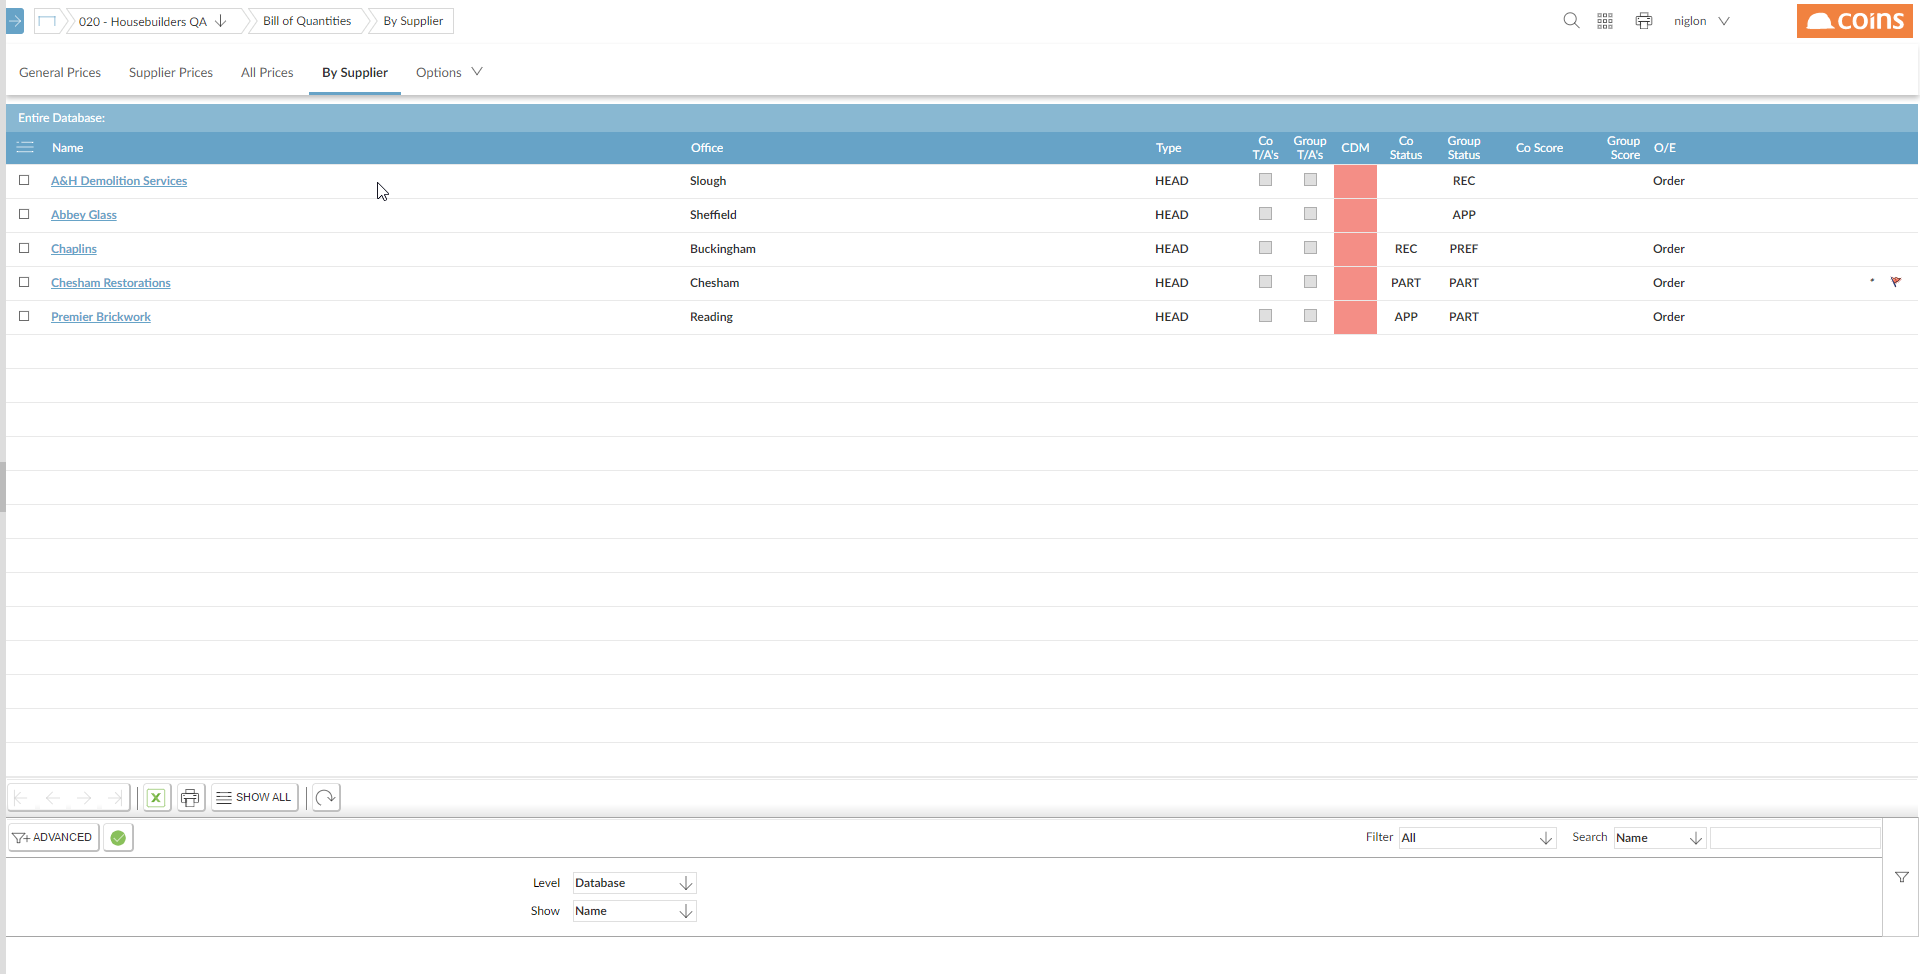 020 - Housebuilders QA
Bill of Quantities
By Supplier
niglon
coins
General Prices
Supplier Prices
All Prices
By Supplier
Options
Entire Database:
Name
Office
Type
Co T/A's
Group T/A's
CDM
Co Status
Group Status
Co Score
Group Score
O/E
A&H Demolition Services Slough HEAD REC Order
Abbey Glass Sheffield HEAD APP
Chaplins Buckingham HEAD REC PREF Order
Chesham Restorations Chesham HEAD PART PART Order *
Premier Brickwork Reading HEAD APP PART Order
X
SHOW ALL
ADVANCED
Filter All
Search Name
Level Database
Show Name